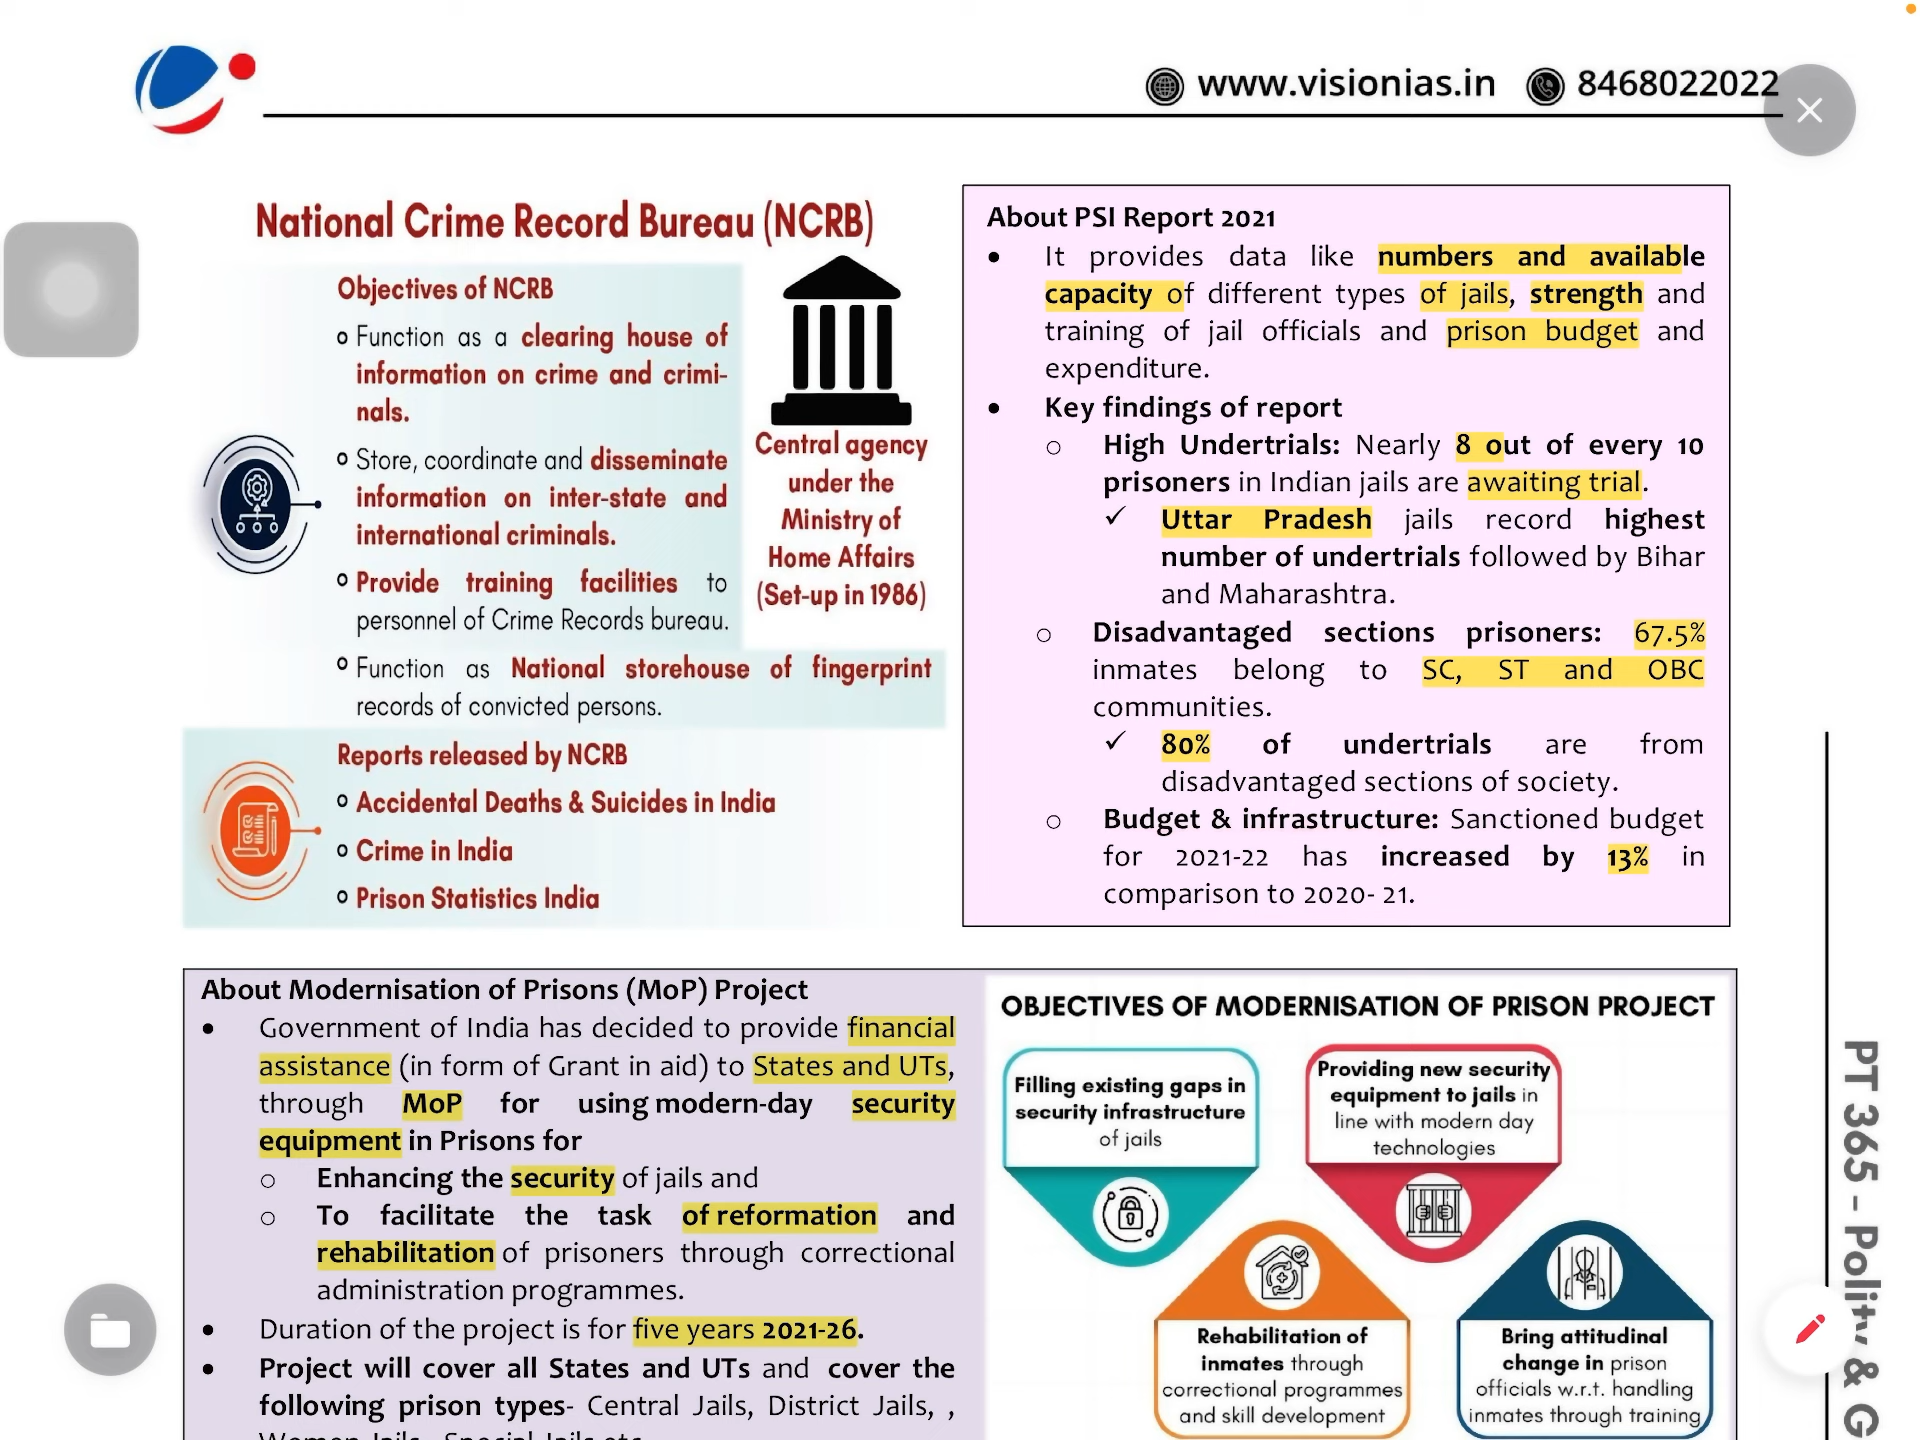 www.visionias.in 8468022022
National Crime Record Bureau (NCRB)
Objectives of NCRB
o Function as a clearing house of
information on crime and crimi-
nals.
o Store, coordinate and disseminate
information on inter-state and
international criminals.
o Provide training facilities to
personnel of Crime Records bureau.
o Function as National storehouse of fingerprint
records of convicted persons.
Central agency
under the
Ministry of
Home Affairs
(Set-up in 1986)
Reports released by NCRB
o Accidental Deaths & Suicides in India
o Crime in India
o Prison Statistics India
About PSI Report 2021
• It provides data like numbers and available
capacity of different types of jails, strength and
training of jail officials and prison budget and
expenditure.
• Key findings of report
o High Undertrials: Nearly 8 out of every 10
prisoners in Indian jails are awaiting trial.
✓ Uttar Pradesh jails record highest
number of undertrials followed by Bihar
and Maharashtra.
o Disadvantaged sections prisoners: 67.5%
inmates belong to SC, ST and OBC
communities.
✓ 80% of undertrials are from
disadvantaged sections of society.
o Budget & infrastructure: Sanctioned budget
for 2021-22 has increased by 13% in
comparison to 2020- 21.
About Modernisation of Prisons (MoP) Project
• Government of India has decided to provide financial
assistance (in form of Grant in aid) to States and UTs,
through MoP for using modern-day security
equipment in Prisons for
o Enhancing the security of jails and
o To facilitate the task of reformation and
rehabilitation of prisoners through correctional
administration programmes.
• Duration of the project is for five years 2021-26.
• Project will cover all States and UTs and cover the
following prison types- Central Jails, District Jails, ,
Women Jails, Special Jails etc
OBJECTIVES OF MODERNISATION OF PRISON PROJECT
Filling existing gaps in
security infrastructure
of jails
Providing new security
equipment to jails in
line with modern day
technologies
Rehabilitation of
inmates through
correctional programmes
and skill development
Bring attitudinal
change in prison
officials w.r.t. handling
inmates through training
PT 365 - Polity & G